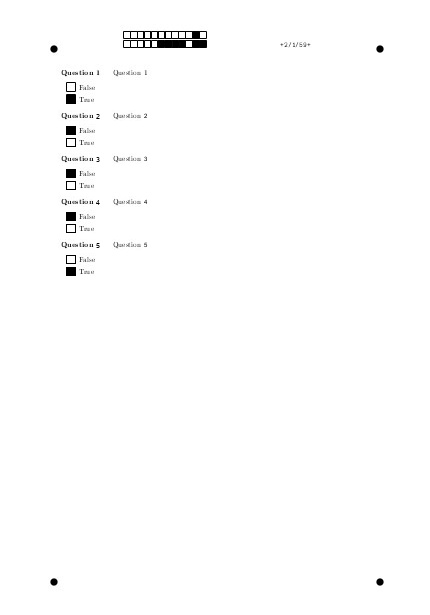 +2/1/59+
Question 1 Question 1
False
True
Question 2 Question 2
False
True
Question 3 Question 3
False
True
Question 4 Question 4
False
True
Question 5 Question 5
False
True